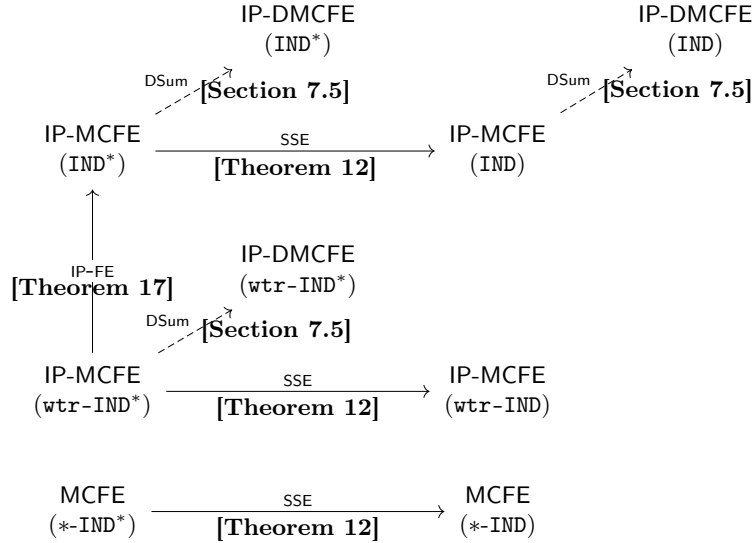 IP-DMCFE
(IND*)
IP-DMCFE
(IND)
DSum
[Section 7.5]
DSum
[Section 7.5]
IP-MCFE
(IND*)
SSE
[Theorem 12]
IP-MCFE
(IND)
IP-FE
[Theorem 17]
IP-DMCFE
(wtr-IND*)
DSum
[Section 7.5]
IP-MCFE
(wtr-IND*)
SSE
[Theorem 12]
IP-MCFE
(wtr-IND)
MCFE
(*-IND*)
SSE
[Theorem 12]
MCFE
(*-IND)